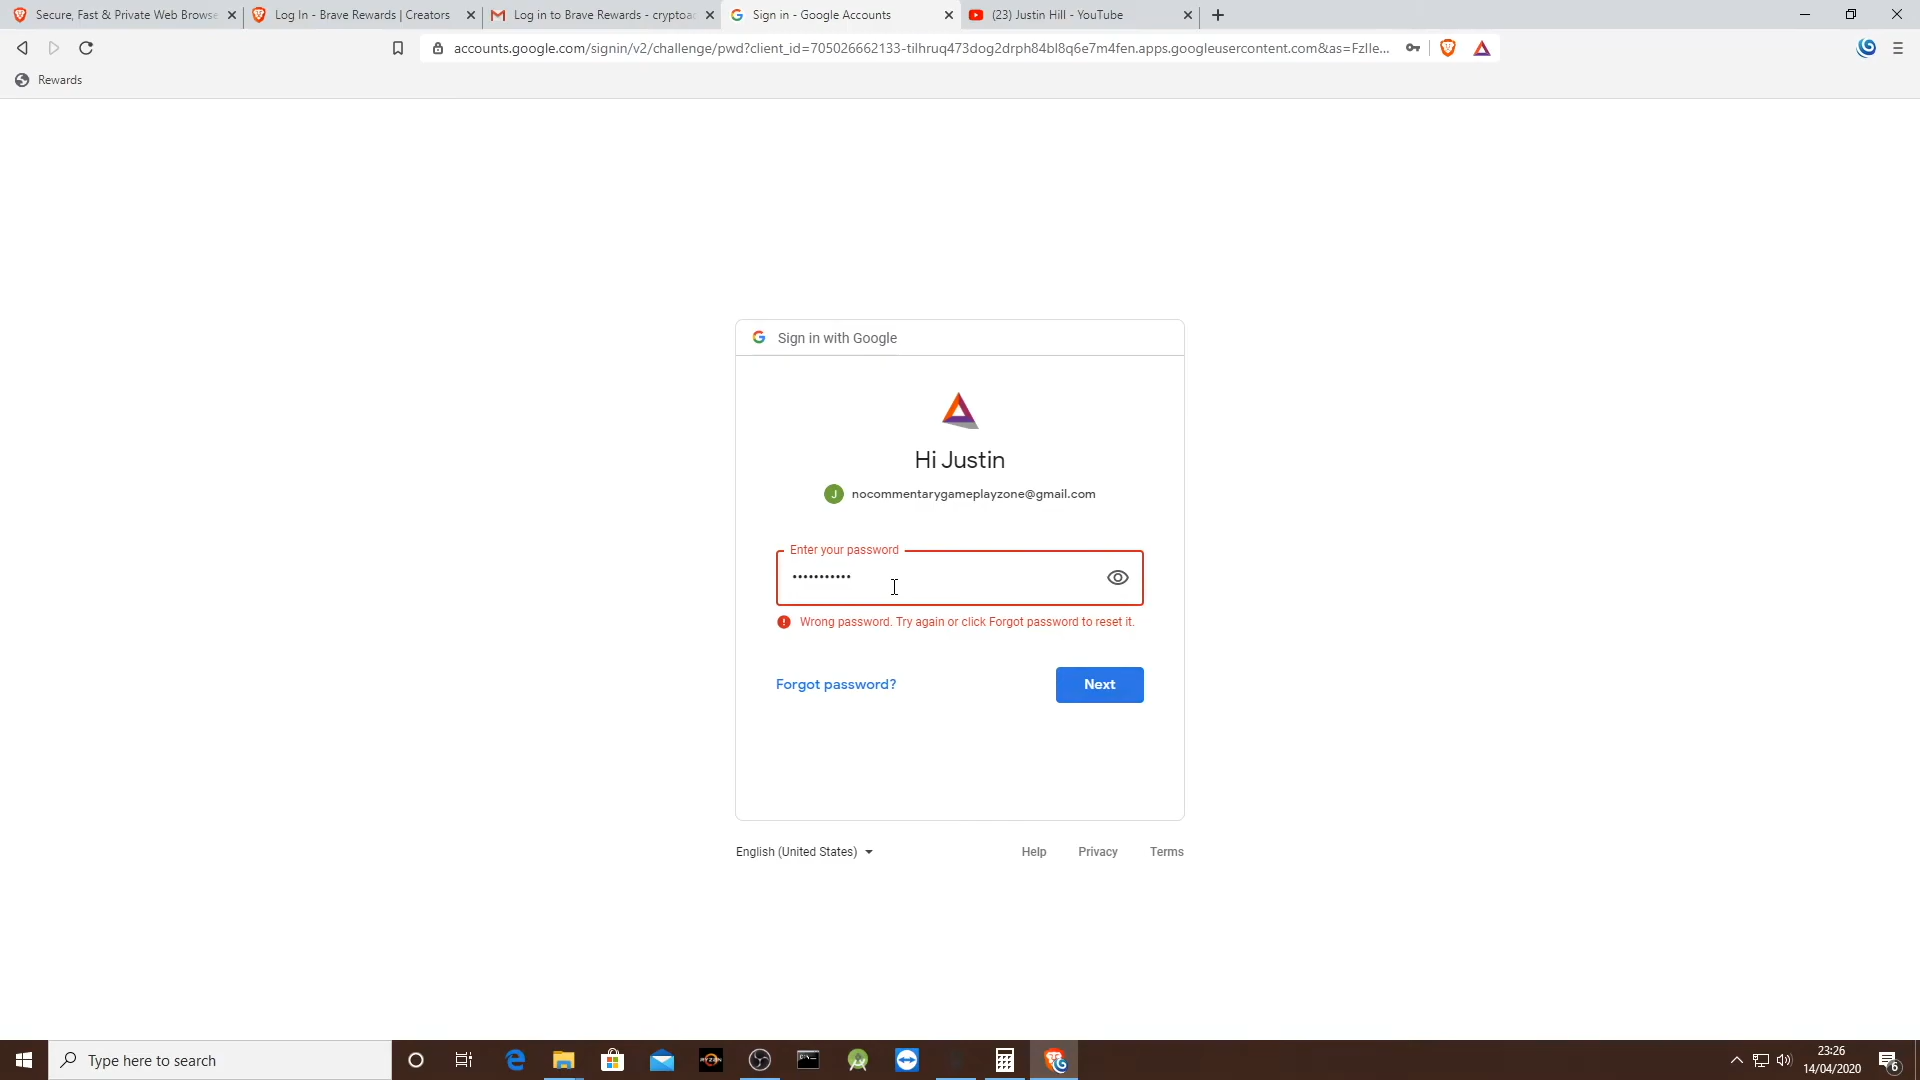 Secure, Fast & Private Web Browse
Log In - Brave Rewards | Creators
Log in to Brave Rewards - cryptoac
Sign in - Google Accounts
(23) Justin Hill - YouTube
accounts.google.com/signin/v2/challenge/pwd?client_id=705026662133-tilhruq473dog2drph84bl8q6e7m4fen.apps.googleusercontent.com&as=FzIle...
Rewards
Sign in with Google
Hi Justin
J nocommentarygameplayzone@gmail.com
Enter your password
•••••••••••
Wrong password. Try again or click Forgot password to reset it.
Forgot password?
Next
English (United States)
Help
Privacy
Terms
Type here to search
RYZEN
23:26
14/04/2020
6